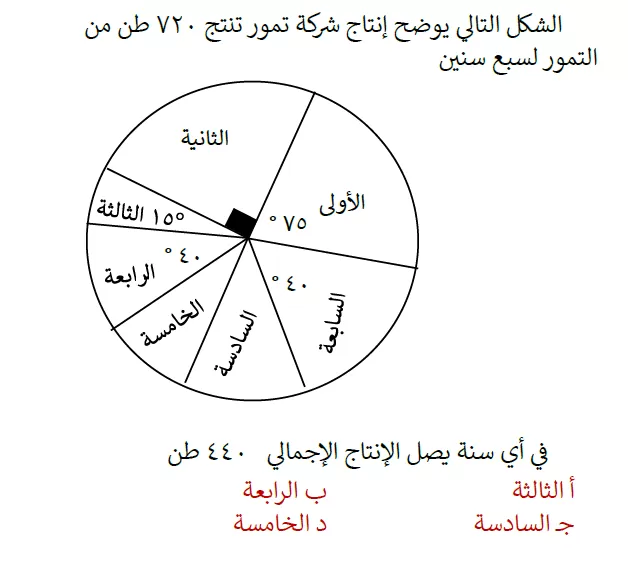 الشكل التالي يوضح إنتاج شركة تمور تنتج ٧٢٠ طن من
التمور لسبع سنين
الثانية
الأولى
٧٥ °
١٥° الثالثة
٤٠ °
الرابعة
٤٠ °
الخامسة
السادسة
السابعة
في أي سنة يصل الإنتاج الإجمالي ٤٤٠ طن
أ الثالثة
ب الرابعة
جـ السادسة
د الخامسة